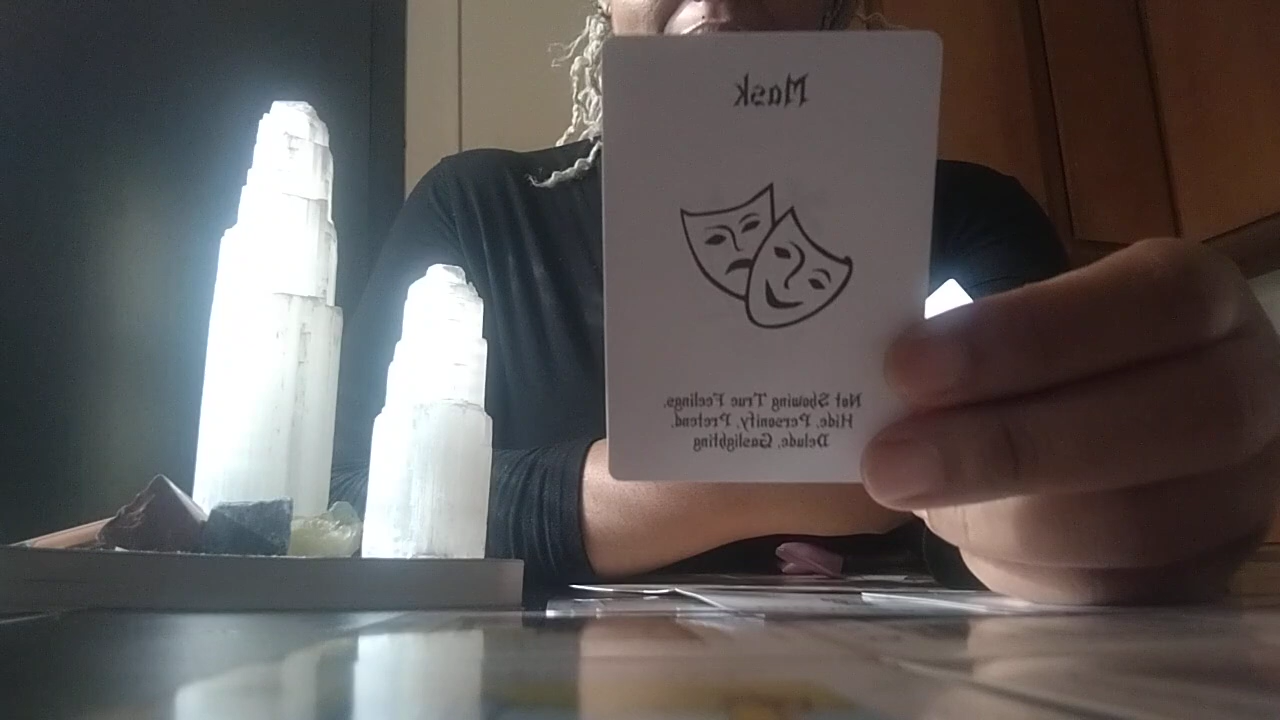 Mask
Not Showing True Feelings,
Hide, Personify, Pretend,
Delude, Gaslighting